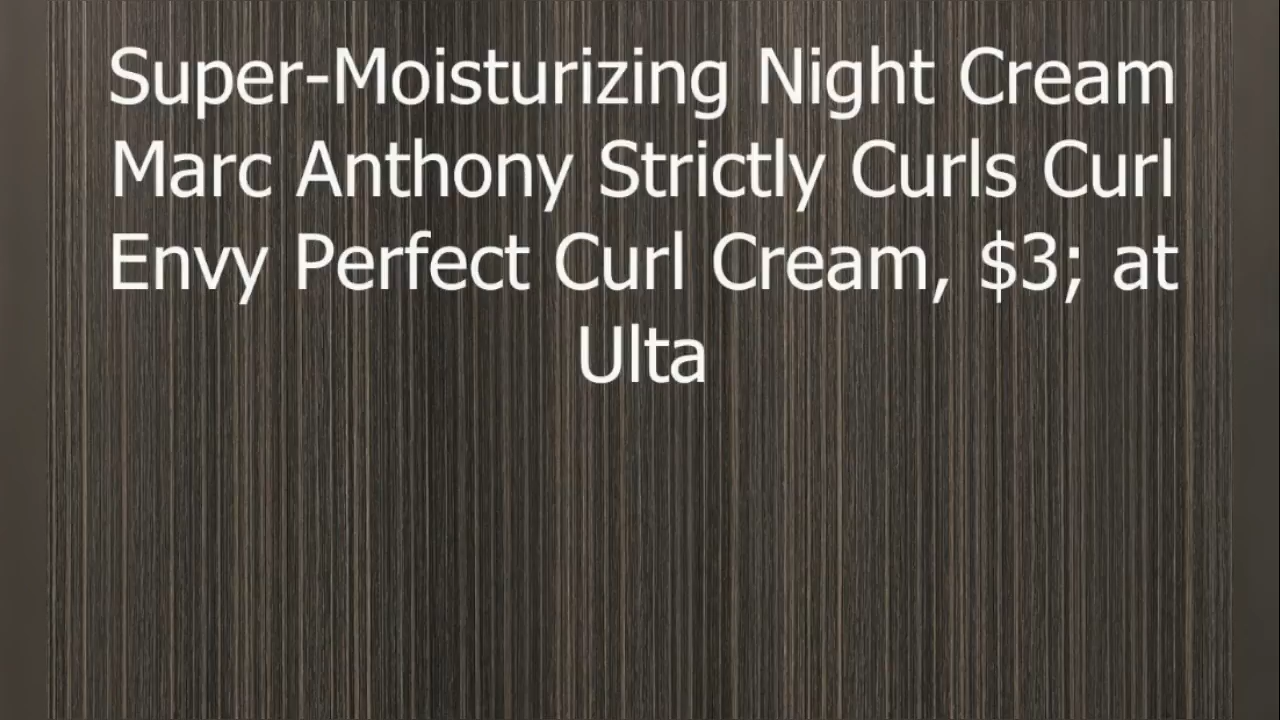 Super-Moisturizing Night Cream
Marc Anthony Strictly Curls Curl
Envy Perfect Curl Cream, $3; at
Ulta